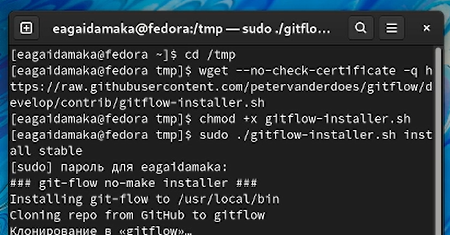 eagaidamaka@fedora:/tmp — sudo ./gitflo…
[eagaidamaka@fedora ~]$ cd /tmp
[eagaidamaka@fedora tmp]$ wget --no-check-certificate -q h
ttps://raw.githubusercontent.com/petervanderdoes/gitflow/d
evelop/contrib/gitflow-installer.sh
[eagaidamaka@fedora tmp]$ chmod +x gitflow-installer.sh
[eagaidamaka@fedora tmp]$ sudo ./gitflow-installer.sh inst
all stable
[sudo] пароль для eagaidamaka:
### git-flow no-make installer ###
Installing git-flow to /usr/local/bin
Cloning repo from GitHub to gitflow
Клонирование в «gitflow»…